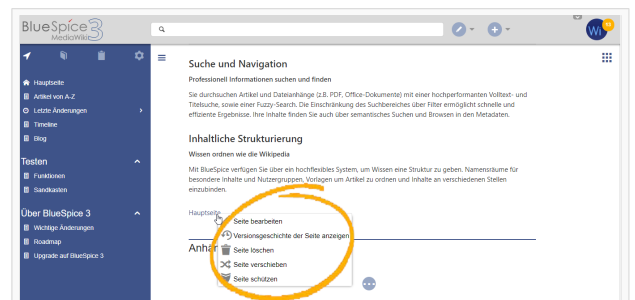 BlueSpice 3
MediaWiki
Hauptseite
Artikel von A-Z
Letzte Änderungen
Timeline
Blog
Testen
Funktionen
Sandkasten
Über BlueSpice 3
Wichtige Änderungen
Roadmap
Upgrade auf BlueSpice 3
Wi
Suche und Navigation
Professionell Informationen suchen und finden
Sie durchsuchen Artikel und Dateianhänge (z.B. PDF, Office-Dokumente) mit einer hochperformanten Volltext- und
Titelsuche, sowie einer Fuzzy-Search. Die Einschränkung des Suchbereiches über Filter ermöglicht schnelle und
effiziente Ergebnisse. Ihre Inhalte finden Sie auch über semantisches Suchen und Browsen in den Metadaten.
Inhaltliche Strukturierung
Wissen ordnen wie die Wikipedia
Mit BlueSpice verfügen Sie über ein hochflexibles System, um Wissen eine Struktur zu geben. Namensräume für
besondere Inhalte und Nutzergruppen, Vorlagen um Artikel zu ordnen und Inhalte an verschiedenen Stellen
einzubinden.
Hauptseite
Seite bearbeiten
Versionsgeschichte der Seite anzeigen
Seite löschen
Seite verschieben
Seite schützen
Anhän